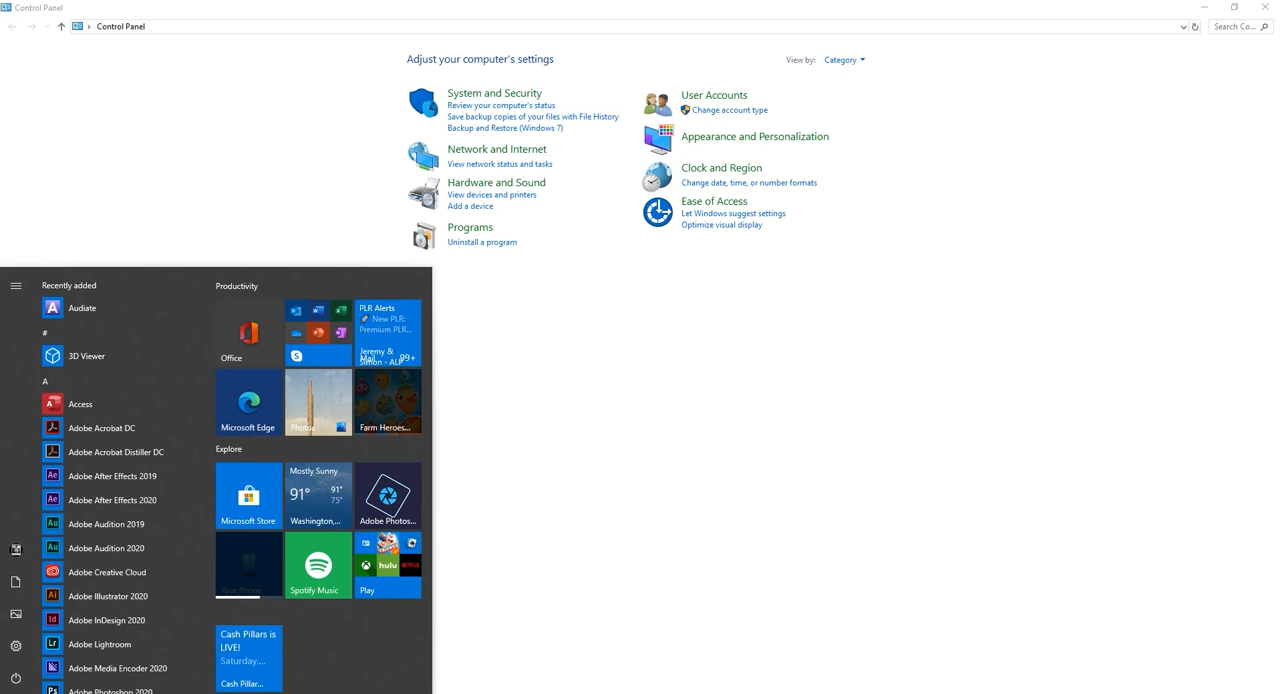 Control Panel
Control Panel
Search Co...
Adjust your computer's settings
View by: Category
System and Security
Review your computer's status
Save backup copies of your files with File History
Backup and Restore (Windows 7)
Network and Internet
View network status and tasks
Hardware and Sound
View devices and printers
Add a device
Programs
Uninstall a program
User Accounts
Change account type
Appearance and Personalization
Clock and Region
Change date, time, or number formats
Ease of Access
Let Windows suggest settings
Optimize visual display
Recently added
Audiate
#
3D Viewer
A
Access
Adobe Acrobat DC
Adobe Acrobat Distiller DC
Adobe After Effects 2019
Adobe After Effects 2020
Adobe Audition 2019
Adobe Audition 2020
Adobe Creative Cloud
Adobe Illustrator 2020
Adobe InDesign 2020
Adobe Lightroom
Adobe Media Encoder 2020
Adobe Photoshop 2020
Productivity
Office
PLR Alerts
New PLR:
Premium PLR...
Jeremy &
Simon - ALP
Mail 99+
Microsoft Edge
Photos
Farm Heroes...
Explore
Microsoft Store
Mostly Sunny
91° 91°
75°
Washington,...
Adobe Photos...
Your Phone
Spotify Music
hulu
NETFLIX
Play
Cash Pillars is
LIVE!
Saturday,...
Cash Pillar...